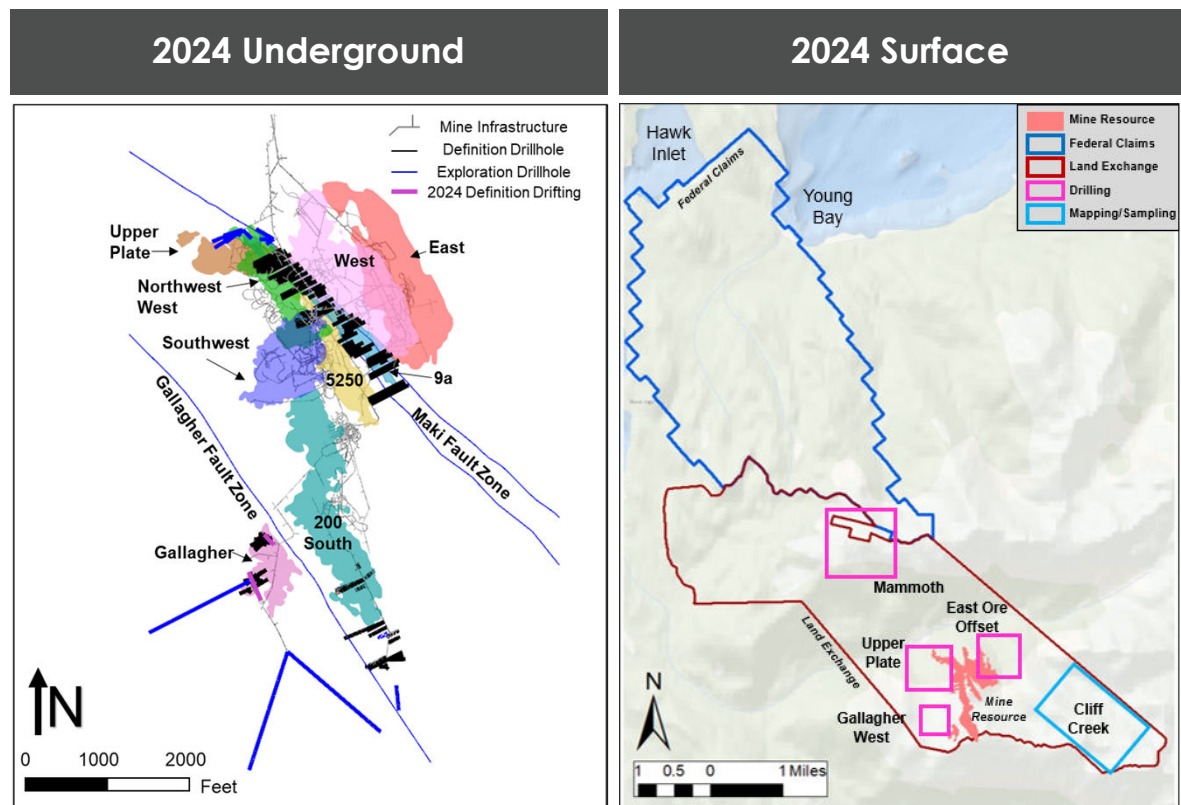 2024 Underground
Mine Infrastructure
Definition Drillhole
Exploration Drillhole
2024 Definition Drifting
Upper
Plate
East
West
Northwest
West
Southwest
5250
9a
Gallagher Fault Zone
Maki Fault Zone
200
South
Gallagher
N
0 1000 2000
Feet
2024 Surface
Hawk
Inlet
Federal Claims
Young
Bay
Mine Resource
Federal Claims
Land Exchange
Drilling
Mapping/Sampling
Mammoth
East Ore
Offset
Land Exchange
Upper
Plate
Mine
Resource
Gallagher
West
Cliff
Creek
N
1 0.5 0 1 Miles